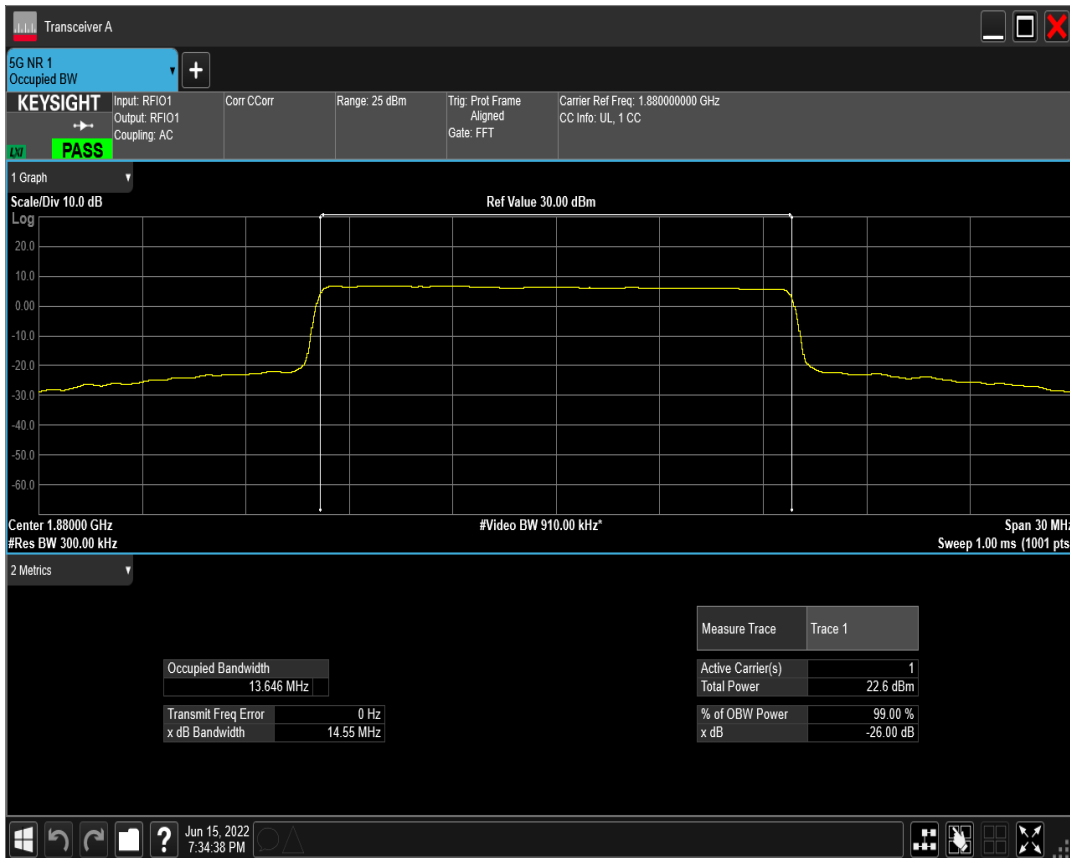 Transceiver A
5G NR 1
Occupied BW
KEYSIGHT
LXI
PASS
Input: RFIO1
Output: RFIO1
Coupling: AC
Corr CCorr
Range: 25 dBm
Trig: Prot Frame
Aligned
Gate: FFT
Carrier Ref Freq: 1.880000000 GHz
CC Info: UL, 1 CC
1 Graph
Scale/Div 10.0 dB
Ref Value 30.00 dBm
Log
20.0
10.0
0.00
-10.0
-20.0
-30.0
-40.0
-50.0
-60.0
Center 1.88000 GHz
#Video BW 910.00 kHz*
Span 30 MHz
#Res BW 300.00 kHz
Sweep 1.00 ms (1001 pts
2 Metrics
Measure Trace Trace 1
Occupied Bandwidth
13.646 MHz
Active Carrier(s) 1
Total Power 22.6 dBm
Transmit Freq Error 0 Hz
x dB Bandwidth 14.55 MHz
% of OBW Power 99.00 %
x dB -26.00 dB
?
Jun 15, 2022
7:34:38 PM